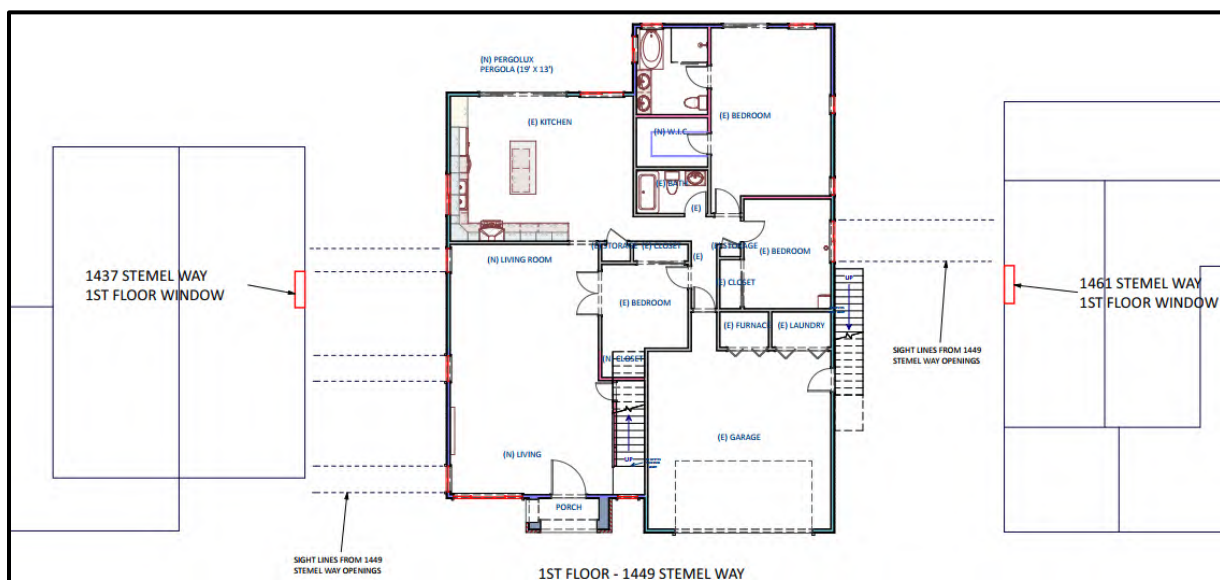 (N) PERGOLUX
PERGOLA (19' X 13')
(E) KITCHEN
(E) BEDROOM
(N) W.I.C.
(E) BATH
(E)
STORAGE
(E) CLOSET
(E)
STORAGE
(E) BEDROOM
(N) LIVING ROOM
1437 STEMEL WAY
1ST FLOOR WINDOW
1461 STEMEL WAY
1ST FLOOR WINDOW
(E) CLOSET
UP
(E) BEDROOM
(E) FURNACE
(E) LAUNDRY
SIGHT LINES FROM 1449
STEMEL WAY OPENINGS
(N) CLOSET
(E) GARAGE
(N) LIVING
UP
PORCH
SIGHT LINES FROM 1449
STEMEL WAY OPENINGS
1ST FLOOR - 1449 STEMEL WAY